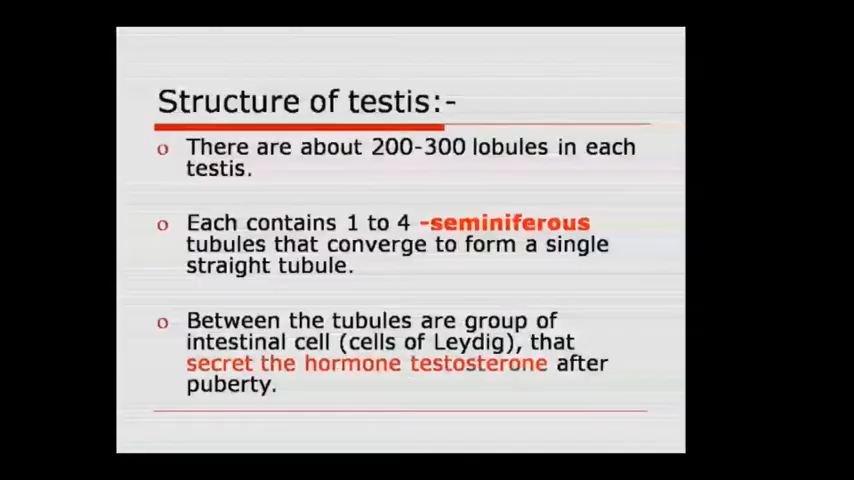 Structure of testis:-
o There are about 200-300 lobules in each
testis.
o Each contains 1 to 4 -seminiferous
tubules that converge to form a single
straight tubule.
o Between the tubules are group of
intestinal cell (cells of Leydig), that
secret the hormone testosterone after
puberty.